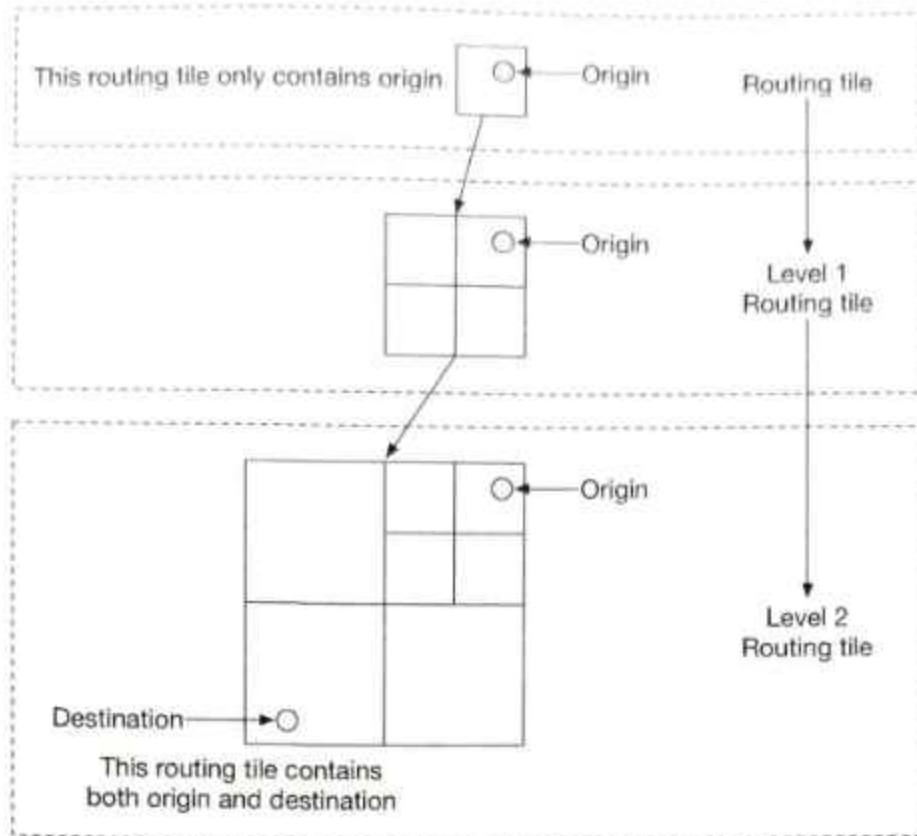 This routing tile only contains origin
Origin
Routing tile
Origin
Level 1
Routing tile
Origin
Level 2
Routing tile
Destination
This routing tile contains
both origin and destination